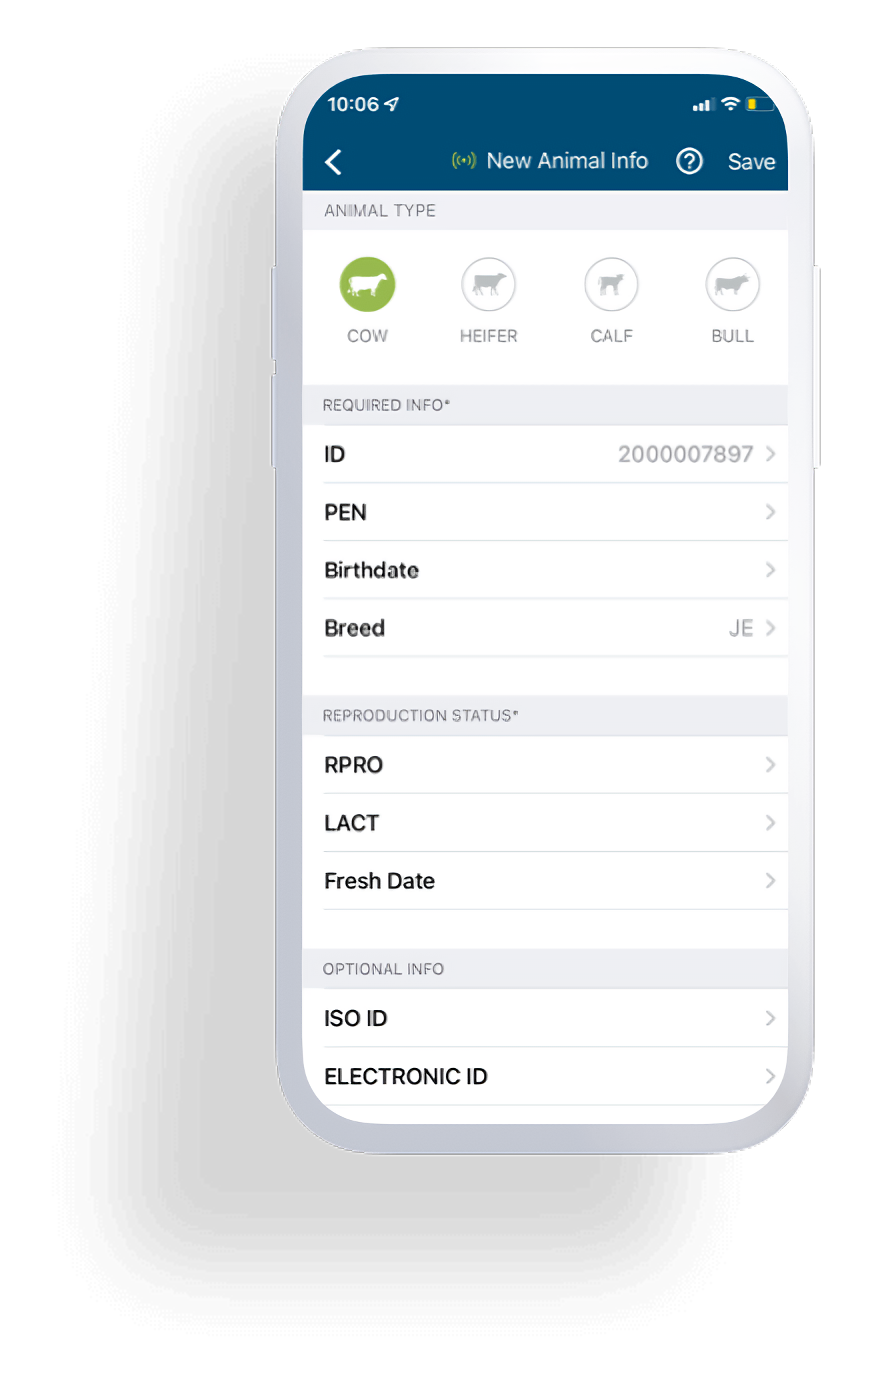 10:06
New Animal Info Save
ANIMAL TYPE
COW HEIFER CALF BULL
REQUIRED INFO*
ID 2000007897
PEN
Birthdate
Breed JE
REPRODUCTION STATUS*
RPRO
LACT
Fresh Date
OPTIONAL INFO
ISO ID
ELECTRONIC ID